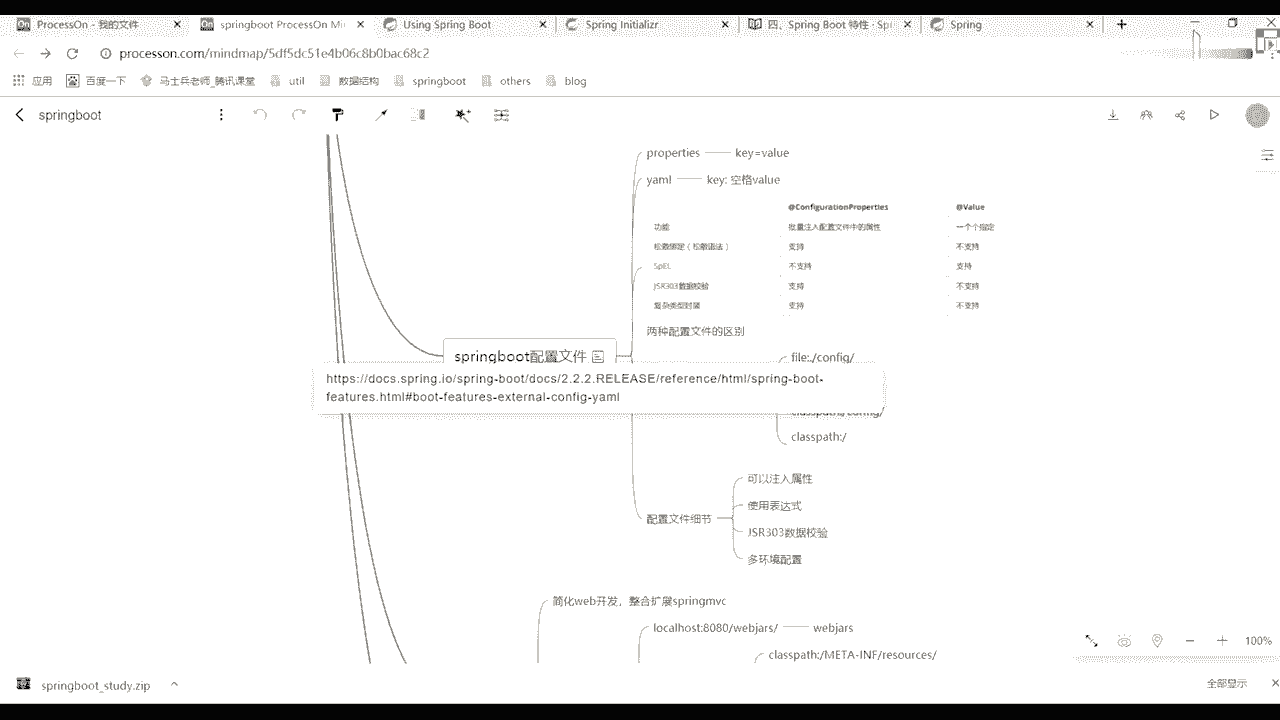 ProcessOn - 我的文件
springboot ProcessOn Mi
Using Spring Boot
Spring Initializr
四、Spring Boot 特性 · Spi
Spring
processon.com/mindmap/5df5dc51e4b06c8b0bac68c2
应用
百度一下
马士兵老师_腾讯课堂
util
数据结构
springboot
others
blog
springboot
properties
key=value
yaml
key: 空格value
@ConfigurationProperties
@Value
功能
批量注入配置文件中的属性
一个个指定
松散绑定（松散语法）
支持
不支持
SpEL
不支持
支持
JSR303数据校验
支持
不支持
复杂类型封装
支持
不支持
两种配置文件的区别
springboot配置文件
file:./config/
https://docs.spring.io/spring-boot/docs/2.2.2.RELEASE/reference/html/spring-boot-
features.html#boot-features-external-config-yaml
classpath:/config/
classpath:/
配置文件细节
可以注入属性
使用表达式
JSR303数据校验
多环境配置
简化web开发，整合扩展springmvc
localhost:8080/webjars/
webjars
classpath:/META-INF/resources/
100%
springboot_study.zip
全部显示